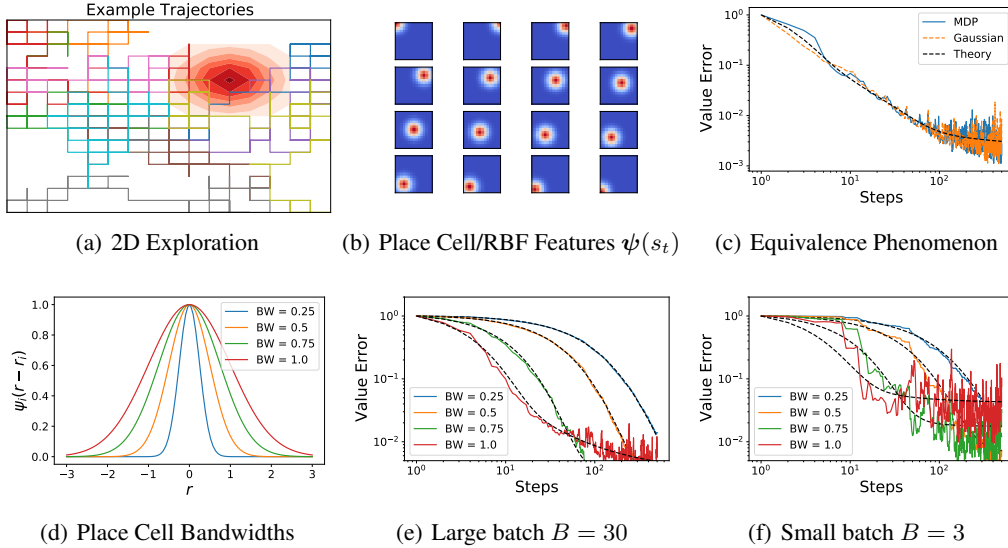 Example Trajectories
(a) 2D Exploration
(b) Place Cell/RBF Features ψ(s_t)
10^0
10^-1
10^-2
10^-3
Value Error
MDP
Gaussian
Theory
10^0
10^1
10^2
Steps
(c) Equivalence Phenomenon
1.0
0.8
0.6
0.4
0.2
0.0
ψ_i(r − r_i)
BW = 0.25
BW = 0.5
BW = 0.75
BW = 1.0
−3
−2
−1
0
1
2
3
r
(d) Place Cell Bandwidths
10^0
10^-1
10^-2
Value Error
BW = 0.25
BW = 0.5
BW = 0.75
BW = 1.0
10^0
10^1
10^2
Steps
(e) Large batch B = 30
10^0
10^-1
10^-2
Value Error
BW = 0.25
BW = 0.5
BW = 0.75
BW = 1.0
10^0
10^1
10^2
Steps
(f) Small batch B = 3